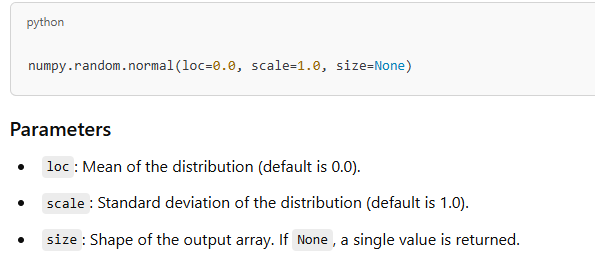 python
numpy.random.normal(loc=0.0, scale=1.0, size=None)
Parameters
• loc: Mean of the distribution (default is 0.0).
• scale: Standard deviation of the distribution (default is 1.0).
• size: Shape of the output array. If None, a single value is returned.